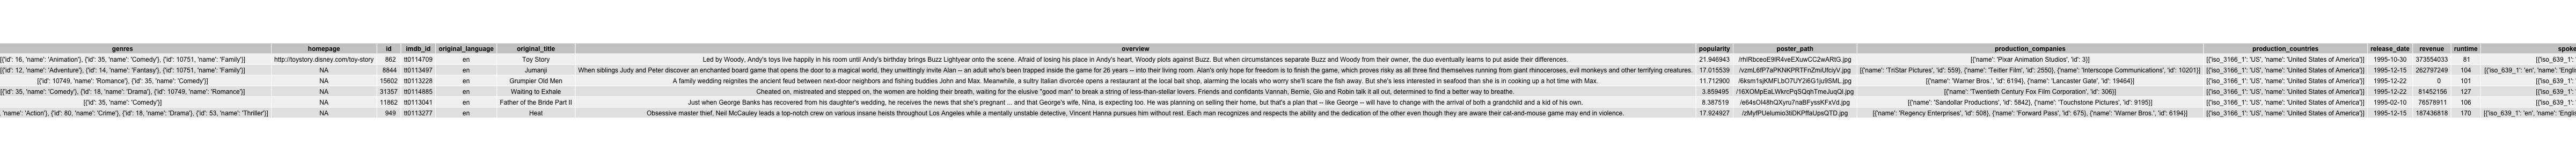 genres homepage id imdb_id original_language original_title overview popularity poster_path production_companies production_countries release_date revenue runtime spoke
[{'id': 16, 'name': 'Animation'}, {'id': 35, 'name': 'Comedy'}, {'id': 10751, 'name': 'Family'}] http://toystory.disney.com/toy-story 862 tt0114709 en Toy Story Led by Woody, Andy's toys live happily in his room until Andy's birthday brings Buzz Lightyear onto the scene. Afraid of losing his place in Andy's heart, Woody plots against Buzz. But when circumstances separate Buzz and Woody from their owner, the duo eventually learns to put aside their differences. 21.946943 /rhIRbceoE9lR4veEXuwCC2wARtG.jpg [{'name': 'Pixar Animation Studios', 'id': 3}] [{'iso_3166_1': 'US', 'name': 'United States of America'}] 1995-10-30 373554033 81 [{'iso_639_1':
[{'id': 12, 'name': 'Adventure'}, {'id': 14, 'name': 'Fantasy'}, {'id': 10751, 'name': 'Family'}] NA 8844 tt0113497 en Jumanji When siblings Judy and Peter discover an enchanted board game that opens the door to a magical world, they unwittingly invite Alan -- an adult who's been trapped inside the game for 26 years -- into their living room. Alan's only hope for freedom is to finish the game, which proves risky as all three find themselves running from giant rhinoceroses, evil monkeys and other terrifying creatures. 17.015539 /vzmL6fP7aPKNKPRTFnZmiUfciyV.jpg [{'name': 'TriStar Pictures', 'id': 559}, {'name': 'Teitler Film', 'id': 2550}, {'name': 'Interscope Communications', 'id': 10201}] [{'iso_3166_1': 'US', 'name': 'United States of America'}] 1995-12-15 262797249 104 [{'iso_639_1': 'en', 'name': 'Englis
[{'id': 10749, 'name': 'Romance'}, {'id': 35, 'name': 'Comedy'}] NA 15602 tt0113228 en Grumpier Old Men A family wedding reignites the ancient feud between next-door neighbors and fishing buddies John and Max. Meanwhile, a sultry Italian divorcée opens a restaurant at the local bait shop, alarming the locals who worry she'll scare the fish away. But she's less interested in seafood than she is in cooking up a hot time with Max. 11.712900 /6ksm1sjKMFLbO7UY2i6G1ju9SML.jpg [{'name': 'Warner Bros.', 'id': 6194}, {'name': 'Lancaster Gate', 'id': 19464}] [{'iso_3166_1': 'US', 'name': 'United States of America'}] 1995-12-22 0 101 [{'iso_639_1':
[{'id': 35, 'name': 'Comedy'}, {'id': 18, 'name': 'Drama'}, {'id': 10749, 'name': 'Romance'}] NA 31357 tt0114885 en Waiting to Exhale Cheated on, mistreated and stepped on, the women are holding their breath, waiting for the elusive "good man" to break a string of less-than-stellar lovers. Friends and confidants Vannah, Bernie, Glo and Robin talk it all out, determined to find a better way to breathe. 3.859495 /16XOMpEaLWkrcPqSQqhTmeJuqQl.jpg [{'name': 'Twentieth Century Fox Film Corporation', 'id': 306}] [{'iso_3166_1': 'US', 'name': 'United States of America'}] 1995-12-22 81452156 127 [{'iso_639_1':
[{'id': 35, 'name': 'Comedy'}] NA 11862 tt0113041 en Father of the Bride Part II Just when George Banks has recovered from his daughter's wedding, he receives the news that she's pregnant ... and that George's wife, Nina, is expecting too. He was planning on selling their home, but that's a plan that -- like George -- will have to change with the arrival of both a grandchild and a kid of his own. 8.387519 /e64sOI48hQXyru7naBFyssKFxVd.jpg [{'name': 'Sandollar Productions', 'id': 5842}, {'name': 'Touchstone Pictures', 'id': 9195}] [{'iso_3166_1': 'US', 'name': 'United States of America'}] 1995-02-10 76578911 106 [{'iso_639_1':
, 'name': 'Action'}, {'id': 80, 'name': 'Crime'}, {'id': 18, 'name': 'Drama'}, {'id': 53, 'name': 'Thriller'}] NA 949 tt0113277 en Heat Obsessive master thief, Neil McCauley leads a top-notch crew on various insane heists throughout Los Angeles while a mentally unstable detective, Vincent Hanna pursues him without rest. Each man recognizes and respects the ability and the dedication of the other even though they are aware their cat-and-mouse game may end in violence. 17.924927 /zMyfPUelumio3tiDKPffaUpsQTD.jpg [{'name': 'Regency Enterprises', 'id': 508}, {'name': 'Forward Pass', 'id': 675}, {'name': 'Warner Bros.', 'id': 6194}] [{'iso_3166_1': 'US', 'name': 'United States of America'}] 1995-12-15 187436818 170 [{'iso_639_1': 'en', 'name': 'Englis